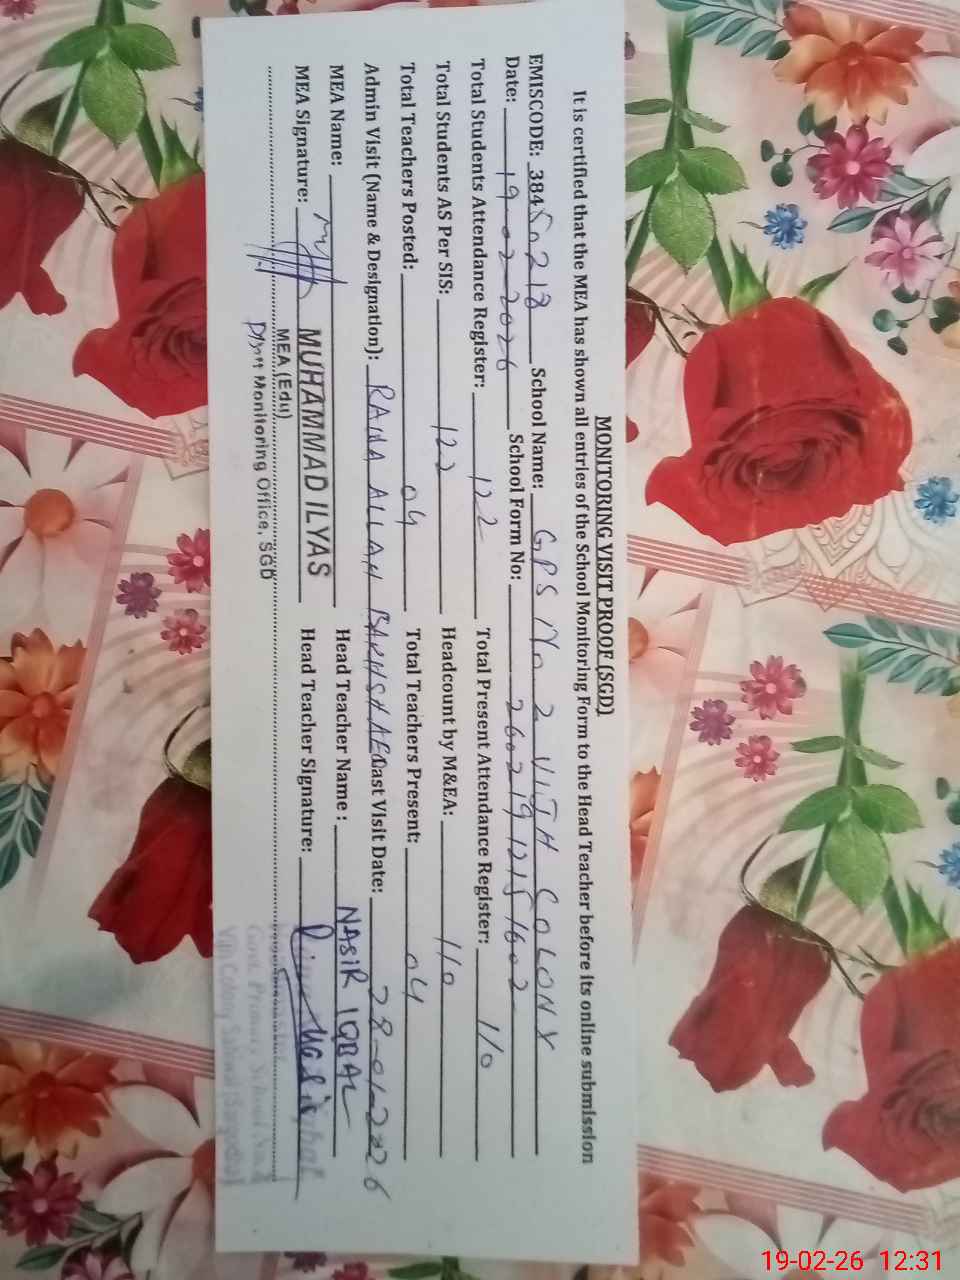 MONITORING VISIT PROOF (SGD)
It is certified that the MEA has shown all entries of the School Monitoring Form to the Head Teacher before its online submission
EMISCODE: 38450218 School Name: GPS No 2 VIJH COLONY
Date: 19-02-2026 School Form No: 26021912151602
Total Students Attendance Register: 122 Total Present Attendance Register: 110
Total Students AS Per SIS: 122 Headcount by M&EA: 110
Total Teachers Posted: 04 Total Teachers Present: 04
Admin Visit (Name & Designation): RANA ALLAH BAKHSH AEO Last Visit Date: 28-01-2026
MEA Name: MUHAMMAD ILYAS Head Teacher Name: NASIR IQBAL
MEA Signature: Head Teacher Signature:
MEA (Edu)
Monitoring Office, SGD
Govt. Primary School
19-02-26 12:31